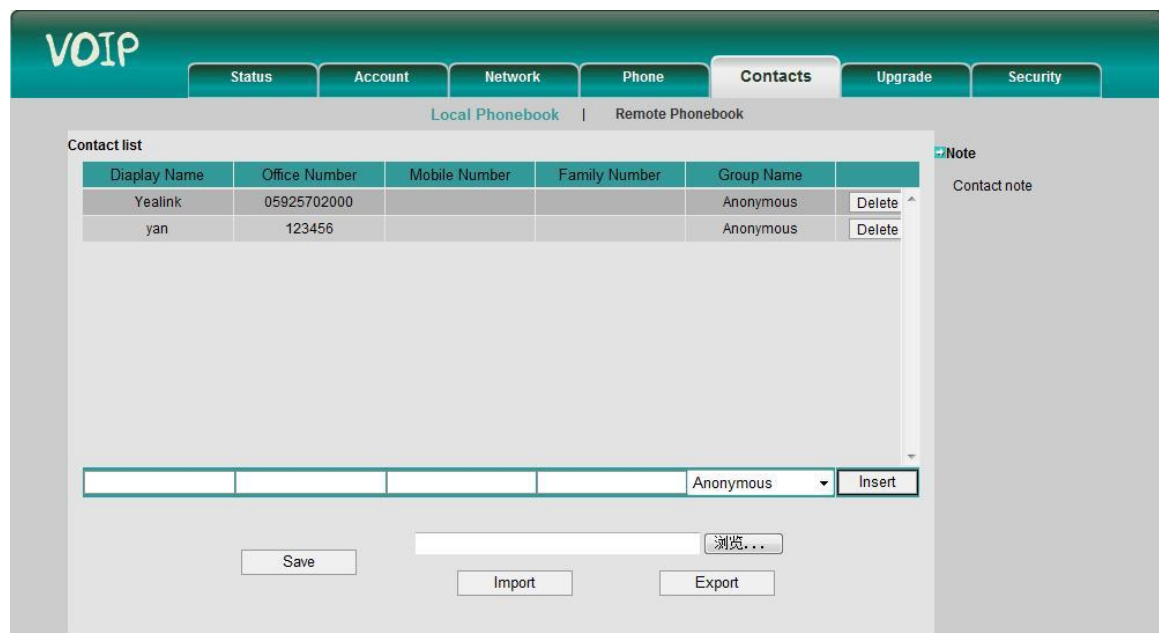 VOIP
Status Account Network Phone Contacts Upgrade Security
Local Phonebook | Remote Phonebook
Contact list
Note
Contact note
Diaplay Name Office Number Mobile Number Family Number Group Name
Yealink 05925702000 Anonymous Delete
yan 123456 Anonymous Delete
Anonymous Insert
浏览...
Save
Import Export